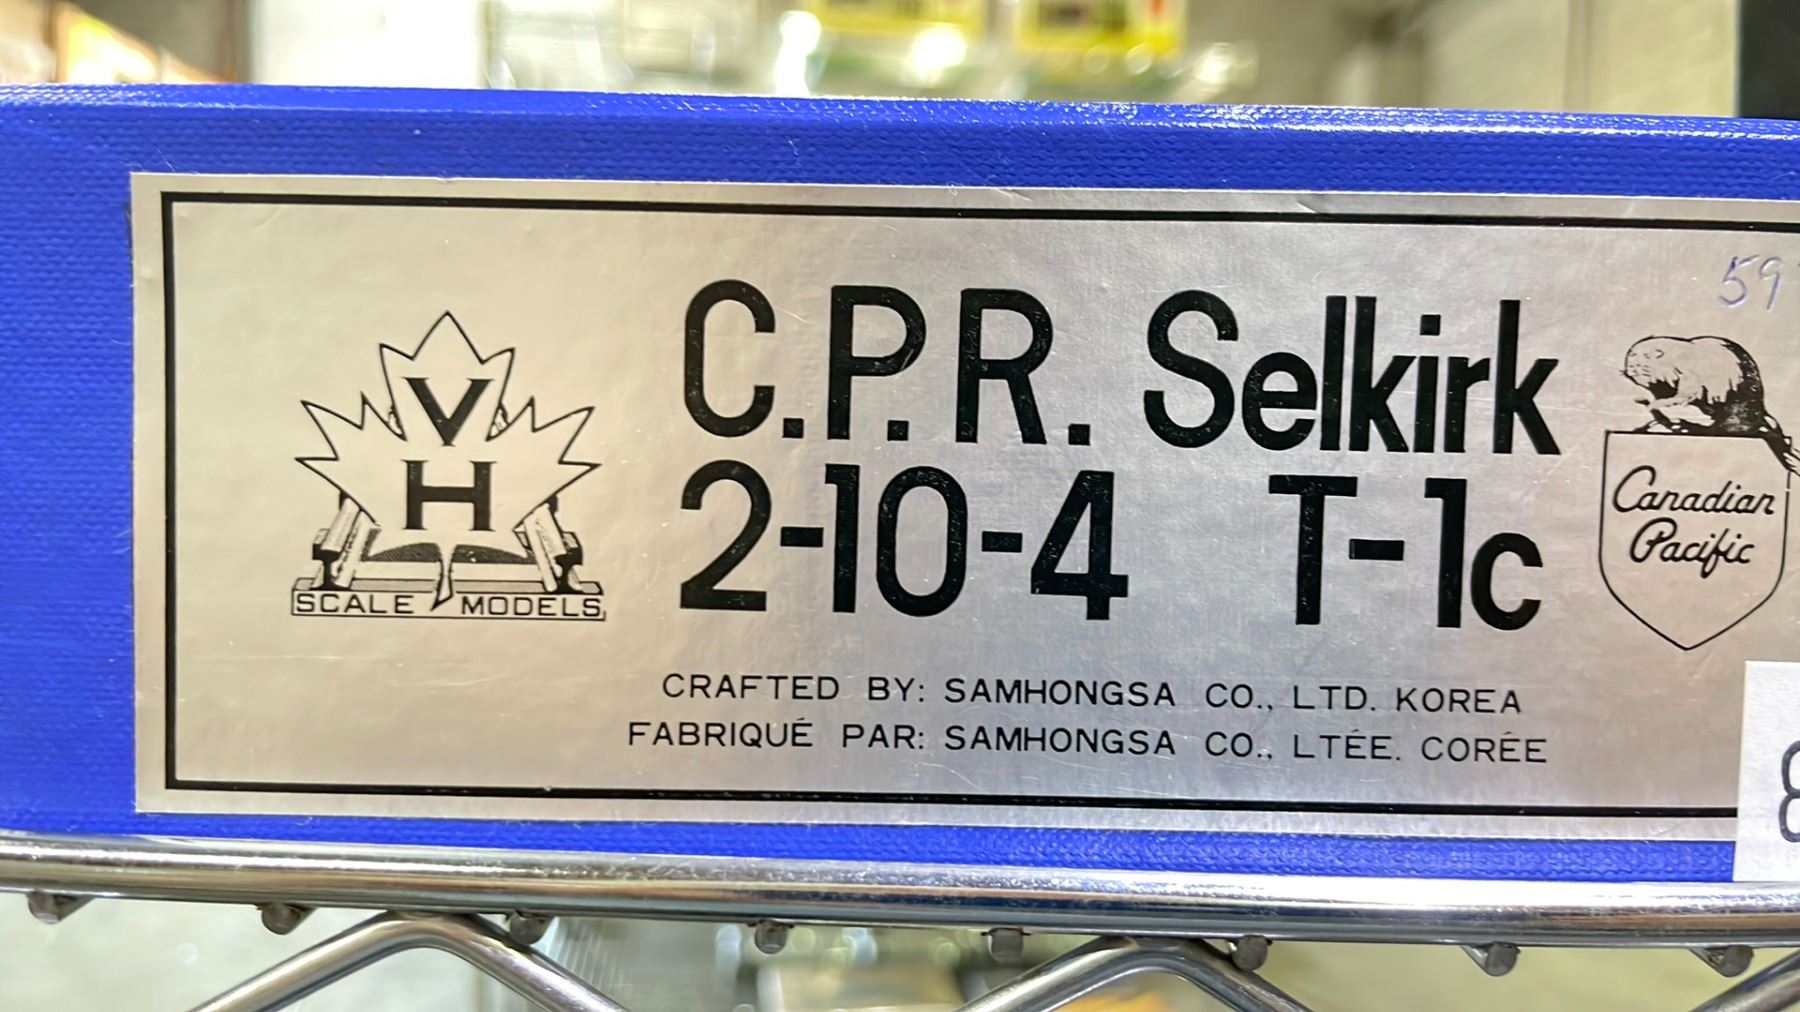 C.P.R. Selkirk
2-10-4 T-1c
V
H
SCALE MODELS
59
Canadian
Pacific
CRAFTED BY: SAMHONGSA CO., LTD. KOREA
FABRIQUÉ PAR: SAMHONGSA CO., LTÉE. CORÉE